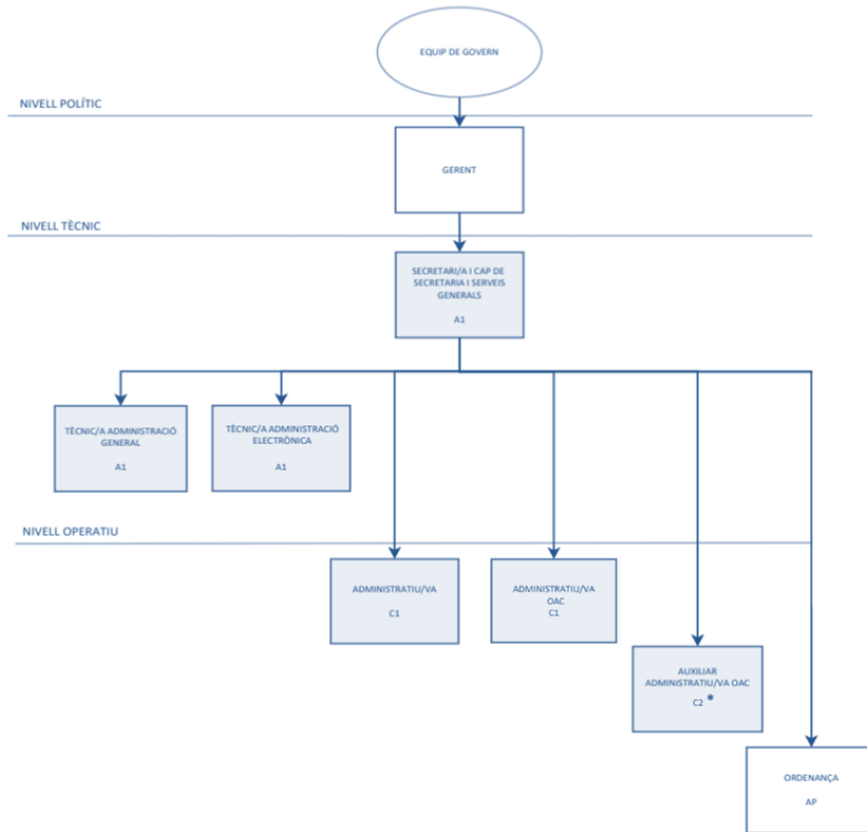 EQUIP DE GOVERN
NIVELL POLÍTIC
GERENT
NIVELL TÈCNIC
SECRETARI/A I CAP DE
SECRETARIA I SERVEIS
GENERALS
A1
TÈCNIC/A ADMINISTRACIÓ
GENERAL
A1
TÈCNIC/A ADMINISTRACIÓ
ELECTRÒNICA
A1
NIVELL OPERATIU
ADMINISTRATIU/VA
C1
ADMINISTRATIU/VA
OAC
C1
AUXILIAR
ADMINISTRATIU/VA OAC
C2 *
ORDENANÇA
AP